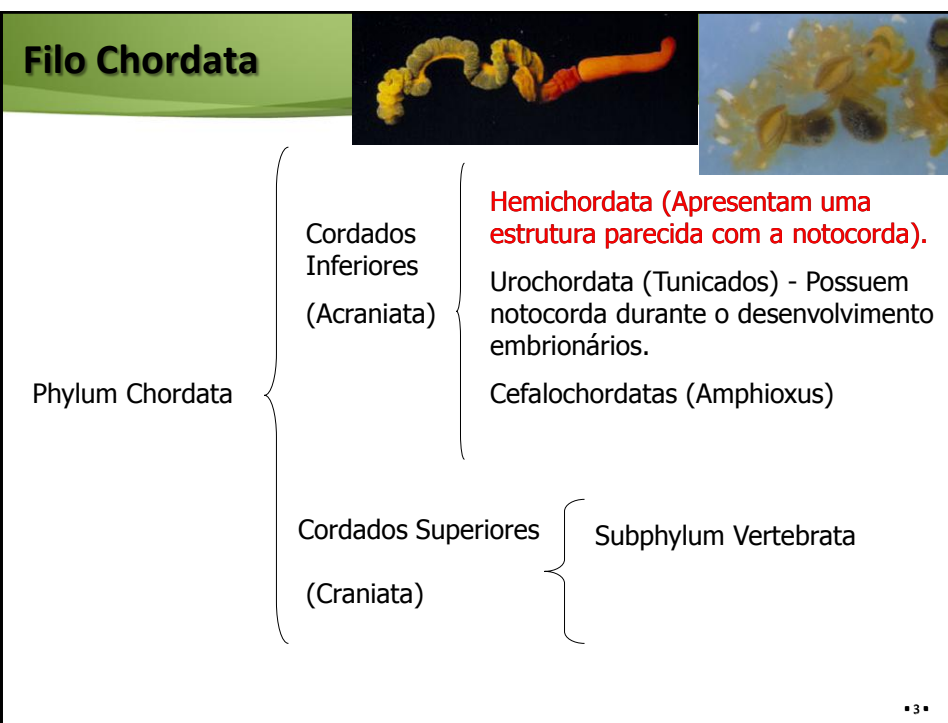 Filo Chordata
Phylum Chordata
Cordados
Inferiores
(Acraniata)
Hemichordata (Apresentam uma
estrutura parecida com a notocorda).
Urochordata (Tunicados) - Possuem
notocorda durante o desenvolvimento
embrionários.
Cefalochordatas (Amphioxus)
Cordados Superiores
(Craniata)
Subphylum Vertebrata
▪ 3 ▪